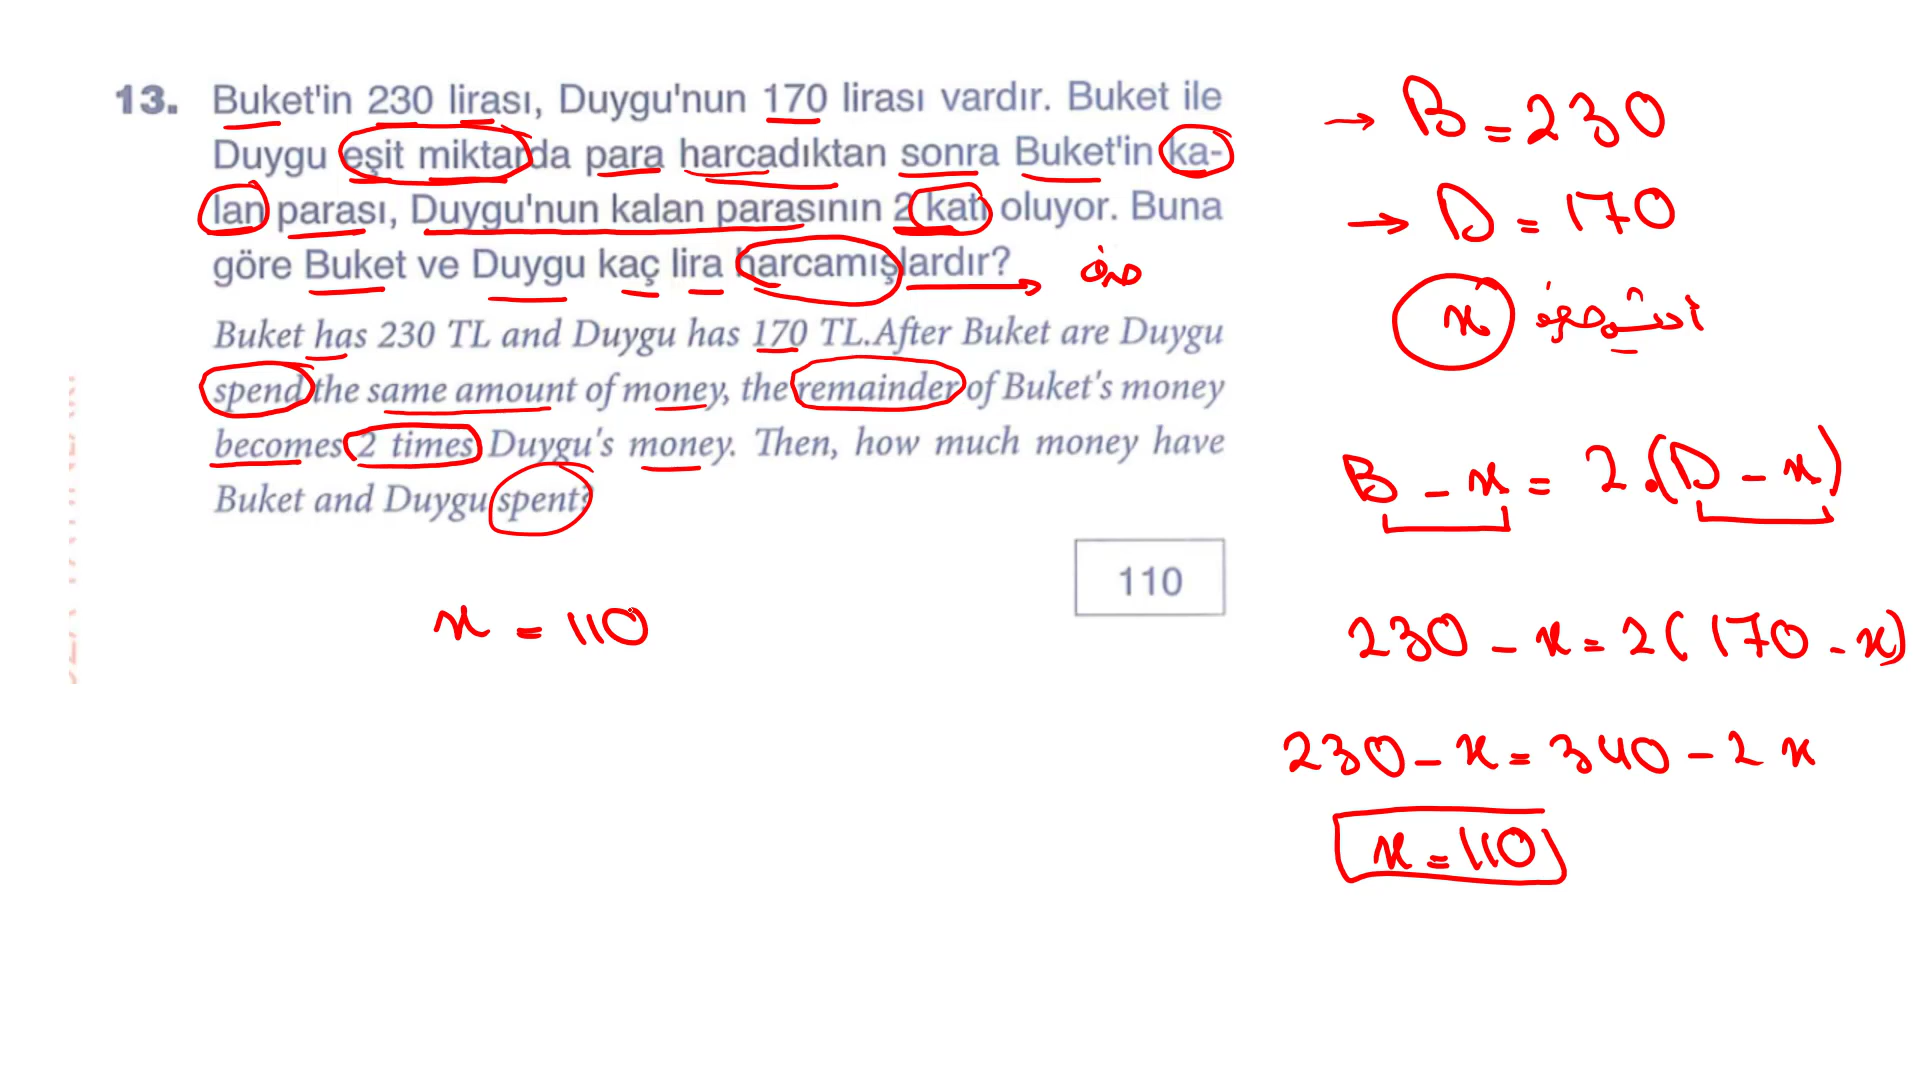 13. Buket'in 230 lirası, Duygu'nun 170 lirası vardır. Buket ile
Duygu eşit miktarda para harcadıktan sonra Buket'in ka-
lan parası, Duygu'nun kalan parasının 2 katı oluyor. Buna
göre Buket ve Duygu kaç lira harcamışlardır?
Buket has 230 TL and Duygu has 170 TL.After Buket are Duygu
spend the same amount of money, the remainder of Buket's money
becomes 2 times Duygu's money. Then, how much money have
Buket and Duygu spent?
110
x = 110
→ B = 230
→ D = 170
x
B - x = 2.(D - x)
230 - x = 2(170 - x)
230 - x = 340 - 2x
x = 110